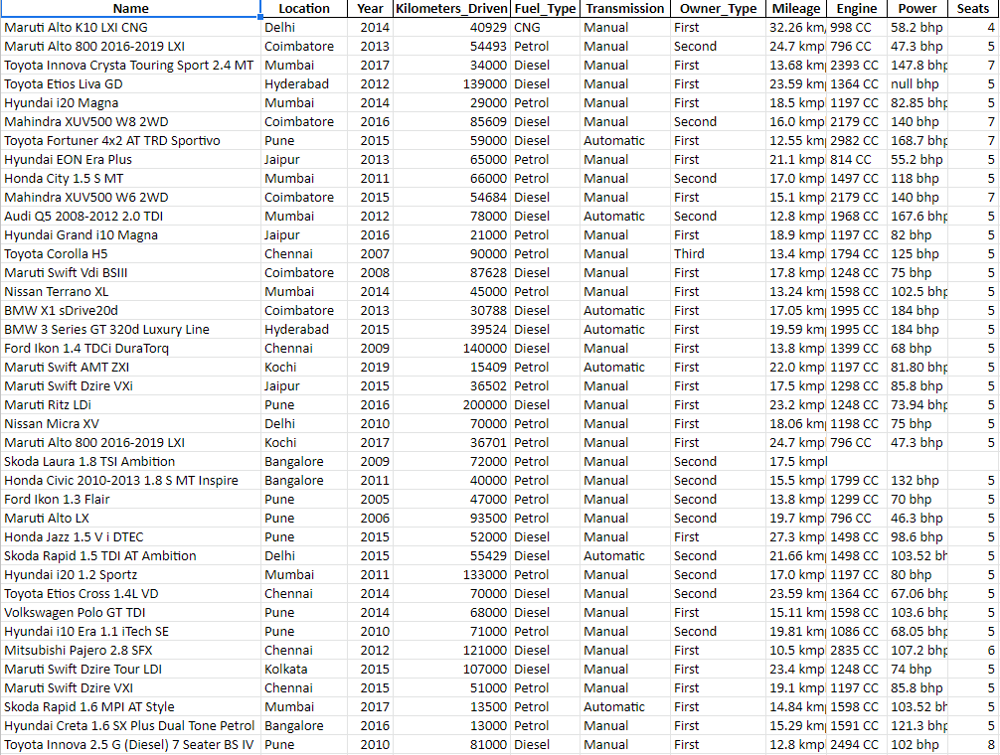 Name Location Year Kilometers_Driven Fuel_Type Transmission Owner_Type Mileage Engine Power Seats
Maruti Alto K10 LXI CNG Delhi 2014 40929 CNG Manual First 32.26 km/ 998 CC 58.2 bhp 4
Maruti Alto 800 2016-2019 LXI Coimbatore 2013 54493 Petrol Manual Second 24.7 kmp 796 CC 47.3 bhp 5
Toyota Innova Crysta Touring Sport 2.4 MT Mumbai 2017 34000 Diesel Manual First 13.68 km 2393 CC 147.8 bhp 7
Toyota Etios Liva GD Hyderabad 2012 139000 Diesel Manual First 23.59 km 1364 CC null bhp 5
Hyundai i20 Magna Mumbai 2014 29000 Petrol Manual First 18.5 kmp 1197 CC 82.85 bhp 5
Mahindra XUV500 W8 2WD Coimbatore 2016 85609 Diesel Manual Second 16.0 kmp 2179 CC 140 bhp 7
Toyota Fortuner 4x2 AT TRD Sportivo Pune 2015 59000 Diesel Automatic First 12.55 km 2982 CC 168.7 bhp 7
Hyundai EON Era Plus Jaipur 2013 65000 Petrol Manual First 21.1 kmp 814 CC 55.2 bhp 5
Honda City 1.5 S MT Mumbai 2011 66000 Petrol Manual Second 17.0 kmp 1497 CC 118 bhp 5
Mahindra XUV500 W6 2WD Coimbatore 2015 54684 Diesel Manual First 15.1 kmp 2179 CC 140 bhp 7
Audi Q5 2008-2012 2.0 TDI Mumbai 2012 78000 Diesel Automatic Second 12.8 kmp 1968 CC 167.6 bhp 5
Hyundai Grand i10 Magna Jaipur 2016 21000 Petrol Manual First 18.9 kmp 1197 CC 82 bhp 5
Toyota Corolla H5 Chennai 2007 90000 Petrol Manual Third 13.4 kmp 1794 CC 125 bhp 5
Maruti Swift Vdi BSIII Coimbatore 2008 87628 Diesel Manual First 17.8 kmp 1248 CC 75 bhp 5
Nissan Terrano XL Mumbai 2014 45000 Petrol Manual First 13.24 km 1598 CC 102.5 bhp 5
BMW X1 sDrive20d Coimbatore 2013 30788 Diesel Automatic First 17.05 km 1995 CC 184 bhp 5
BMW 3 Series GT 320d Luxury Line Hyderabad 2015 39524 Diesel Automatic First 19.59 km 1995 CC 184 bhp 5
Ford Ikon 1.4 TDCi DuraTorq Chennai 2009 140000 Diesel Manual First 13.8 kmp 1399 CC 68 bhp 5
Maruti Swift AMT ZXI Kochi 2019 15409 Petrol Automatic First 22.0 kmp 1197 CC 81.80 bhp 5
Maruti Swift Dzire VXi Jaipur 2015 36502 Petrol Manual First 17.5 kmp 1298 CC 85.8 bhp 5
Maruti Ritz LDi Pune 2016 200000 Diesel Manual First 23.2 kmp 1248 CC 73.94 bhp 5
Nissan Micra XV Delhi 2010 70000 Petrol Manual First 18.06 km 1198 CC 75 bhp 5
Maruti Alto 800 2016-2019 LXI Kochi 2017 36701 Petrol Manual First 24.7 kmp 796 CC 47.3 bhp 5
Skoda Laura 1.8 TSI Ambition Bangalore 2009 72000 Petrol Manual Second 17.5 kmpl
Honda Civic 2010-2013 1.8 S MT Inspire Bangalore 2011 40000 Petrol Manual Second 15.5 kmp 1799 CC 132 bhp 5
Ford Ikon 1.3 Flair Pune 2005 47000 Petrol Manual Second 13.8 kmp 1299 CC 70 bhp 5
Maruti Alto LX Pune 2006 93500 Petrol Manual Second 19.7 kmp 796 CC 46.3 bhp 5
Honda Jazz 1.5 V i DTEC Pune 2015 52000 Diesel Manual First 27.3 kmp 1498 CC 98.6 bhp 5
Skoda Rapid 1.5 TDI AT Ambition Delhi 2015 55429 Diesel Automatic Second 21.66 km 1498 CC 103.52 bh 5
Hyundai i20 1.2 Sportz Mumbai 2011 133000 Petrol Manual Second 17.0 kmp 1197 CC 80 bhp 5
Toyota Etios Cross 1.4L VD Chennai 2014 70000 Diesel Manual Second 23.59 km 1364 CC 67.06 bhp 5
Volkswagen Polo GT TDI Pune 2014 68000 Diesel Manual First 15.11 km 1598 CC 103.6 bhp 5
Hyundai i10 Era 1.1 iTech SE Pune 2010 71000 Petrol Manual Second 19.81 km 1086 CC 68.05 bhp 5
Mitsubishi Pajero 2.8 SFX Chennai 2012 121000 Diesel Manual First 10.5 kmp 2835 CC 107.2 bhp 6
Maruti Swift Dzire Tour LDI Kolkata 2015 107000 Diesel Manual First 23.4 kmp 1248 CC 74 bhp 5
Maruti Swift Dzire VXI Chennai 2015 51000 Petrol Manual First 19.1 kmp 1197 CC 85.8 bhp 5
Skoda Rapid 1.6 MPI AT Style Mumbai 2017 13500 Petrol Automatic First 14.84 km 1598 CC 103.52 bh 5
Hyundai Creta 1.6 SX Plus Dual Tone Petrol Bangalore 2016 13000 Petrol Manual First 15.29 km 1591 CC 121.3 bhp 5
Toyota Innova 2.5 G (Diesel) 7 Seater BS IV Pune 2010 81000 Diesel Manual First 12.8 kmp 2494 CC 102 bhp 8